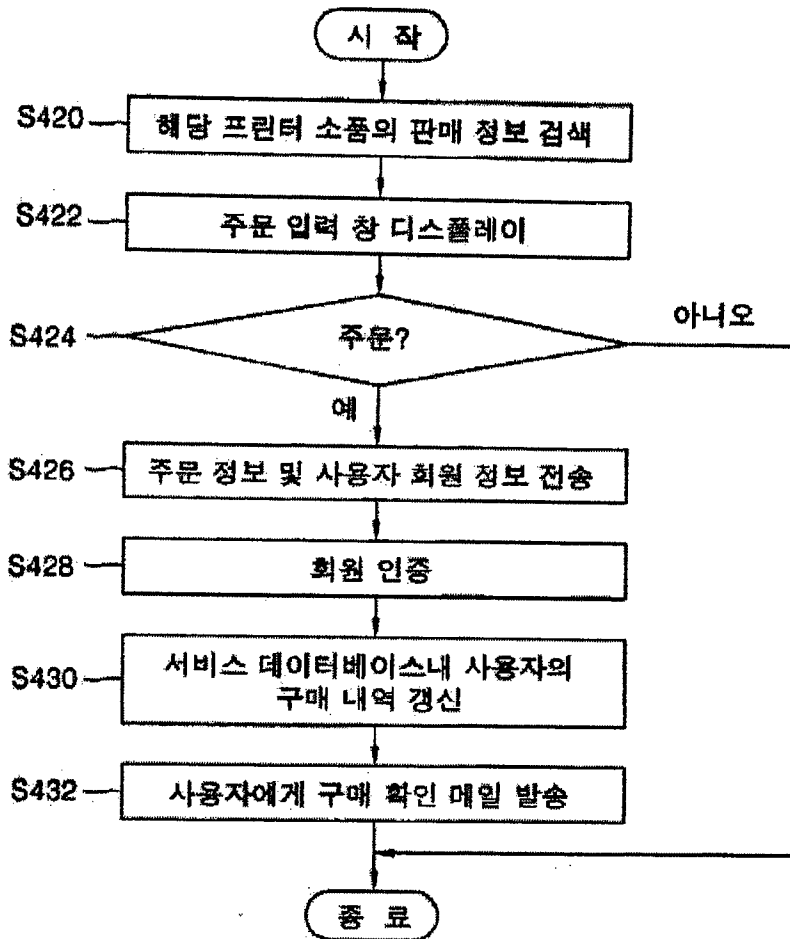 시 작
S420
해당 프린터 소품의 판매 정보 검색
S422
주문 입력 창 디스플레이
S424
주문?
아니오
예
S426
주문 정보 및 사용자 회원 정보 전송
S428
회원 인증
S430
서비스 데이터베이스내 사용자의
구매 내역 갱신
S432
사용자에게 구매 확인 메일 발송
종 료